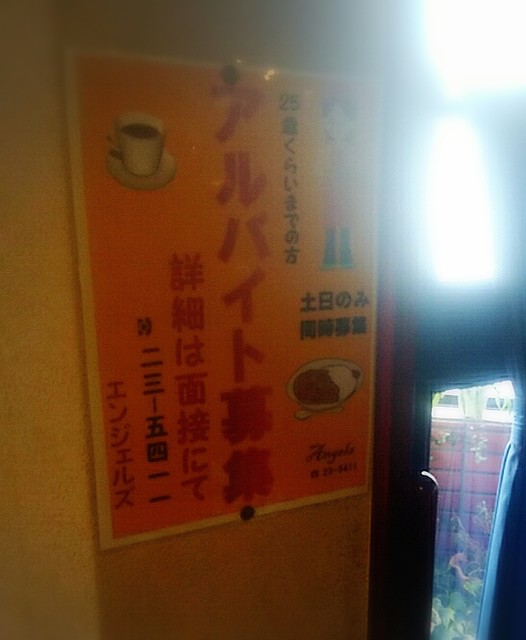 25歳くらいまでの方
土日のみ
同時募集
アルバイト募集
詳細は面接にて
二三ー五四一一
エンジェルズ
Angels
☎ 23-5411